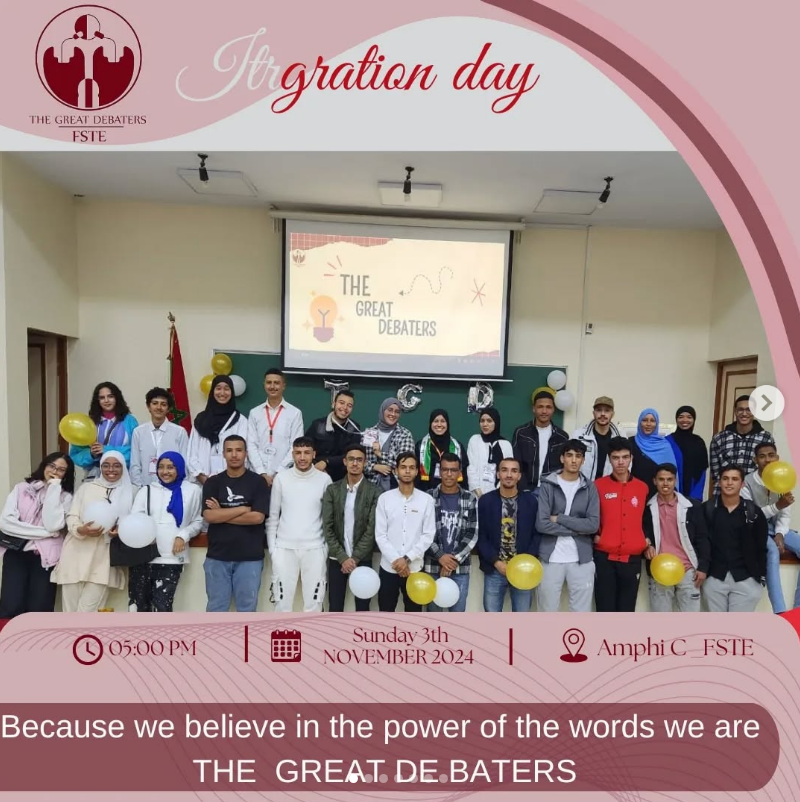 THE GREAT DEBATERS
FSTE
Itrgration day
THE
GREAT
DEBATERS
T G D
05:00 PM
Sunday 3th
NOVEMBER 2024
Amphi C _FSTE
Because we believe in the power of the words we are
THE GREAT DE.BATERS